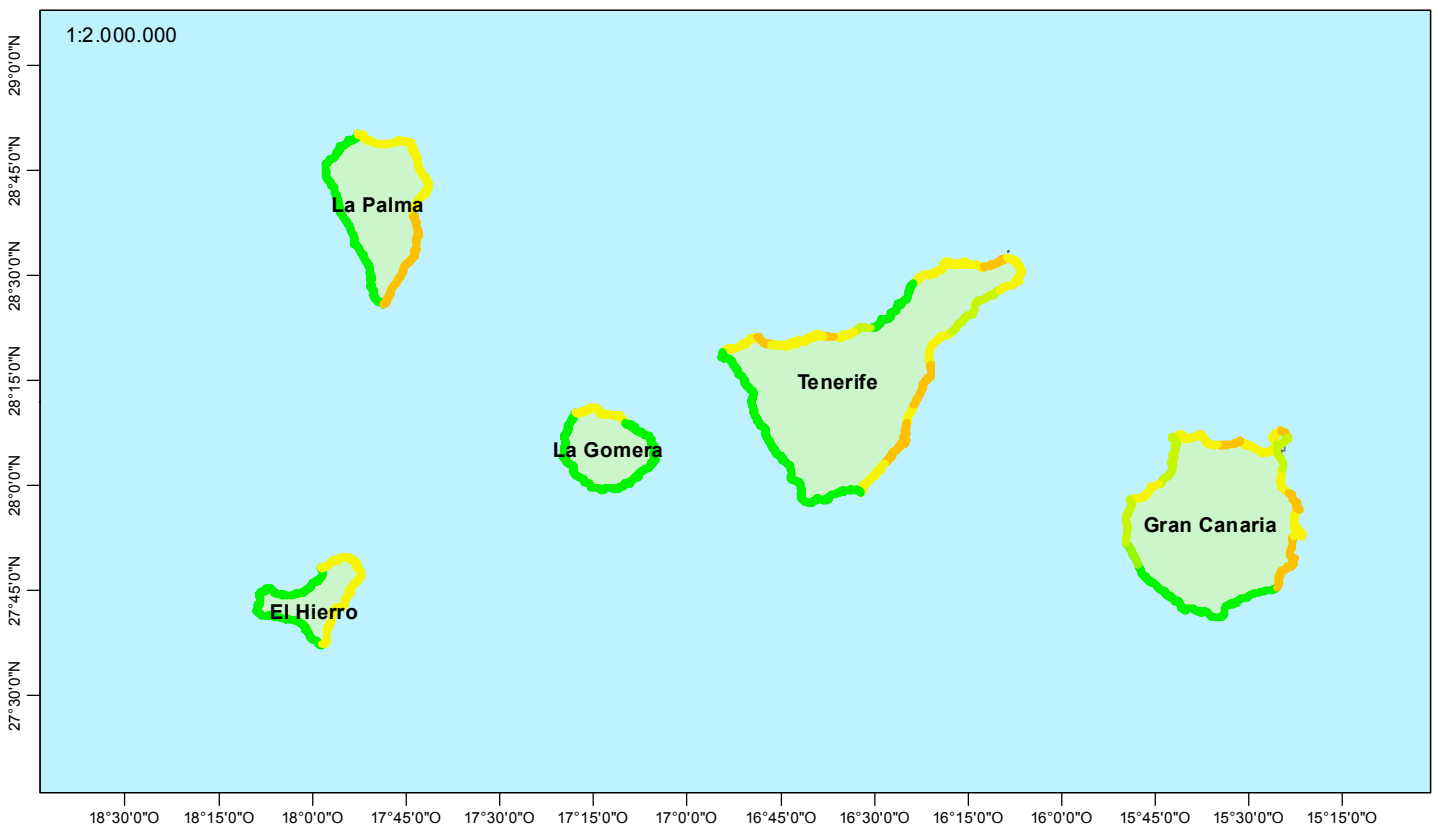 1:2.000.000
29°0'0"N
28°45'0"N
28°30'0"N
28°15'0"N
28°0'0"N
27°45'0"N
27°30'0"N
La Palma
Tenerife
La Gomera
Gran Canaria
El Hierro
18°30'0"O
18°15'0"O
18°0'0"O
17°45'0"O
17°30'0"O
17°15'0"O
17°0'0"O
16°45'0"O
16°30'0"O
16°15'0"O
16°0'0"O
15°45'0"O
15°30'0"O
15°15'0"O